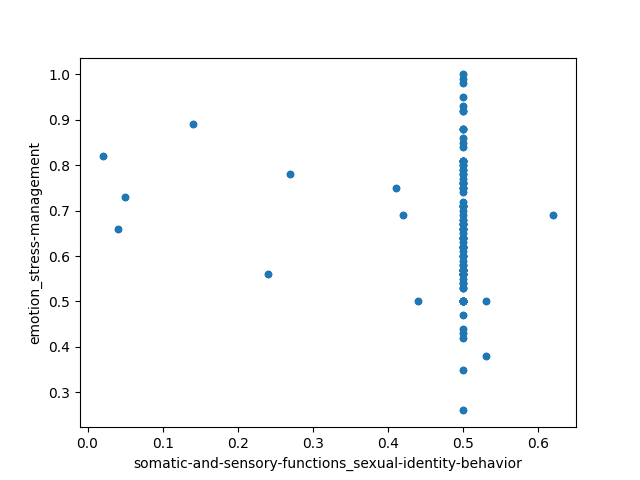 1.0
0.9
0.8
0.7
0.6
0.5
0.4
0.3
emotion_stress-management
0.0 0.1 0.2 0.3 0.4 0.5 0.6
somatic-and-sensory-functions_sexual-identity-behavior